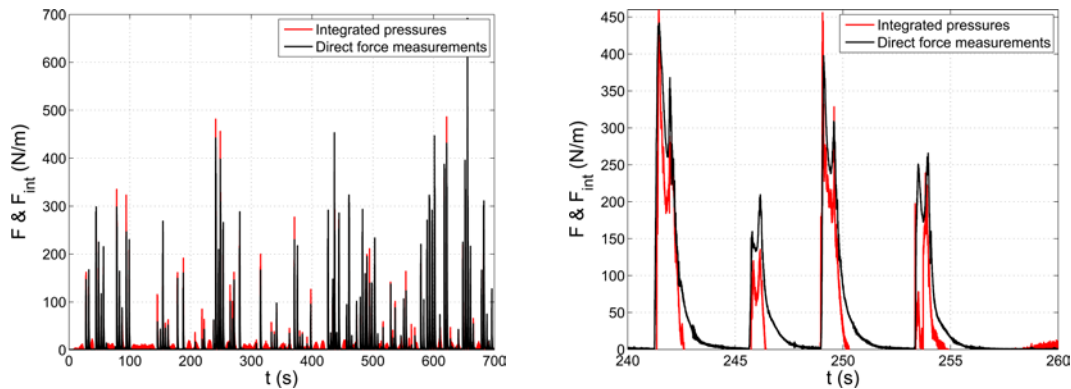 700
600
500
400
300
200
100
0
F & F_int (N/m)
0 100 200 300 400 500 600 700
t (s)
Integrated pressures
Direct force measurements
450
400
350
300
250
200
150
100
50
0
F & F_int (N/m)
240 245 250 255 260
t (s)
Integrated pressures
Direct force measurements